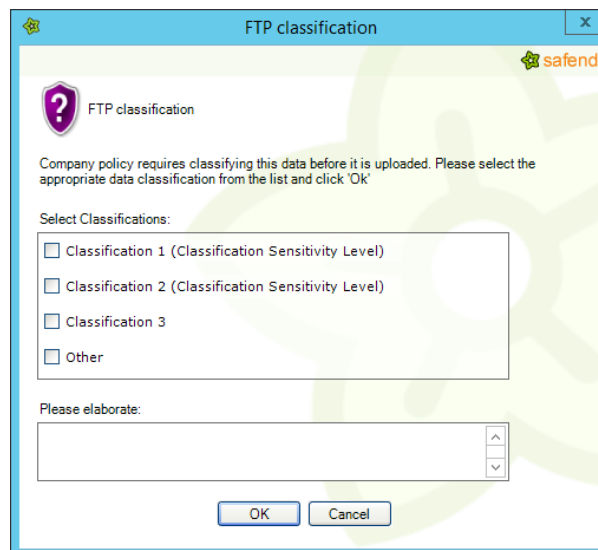 FTP classification
x
safend
?
FTP classification
Company policy requires classifying this data before it is uploaded. Please select the
appropriate data classification from the list and click 'Ok'
Select Classifications:
Classification 1 (Classification Sensitivity Level)
Classification 2 (Classification Sensitivity Level)
Classification 3
Other
Please elaborate:
OK Cancel